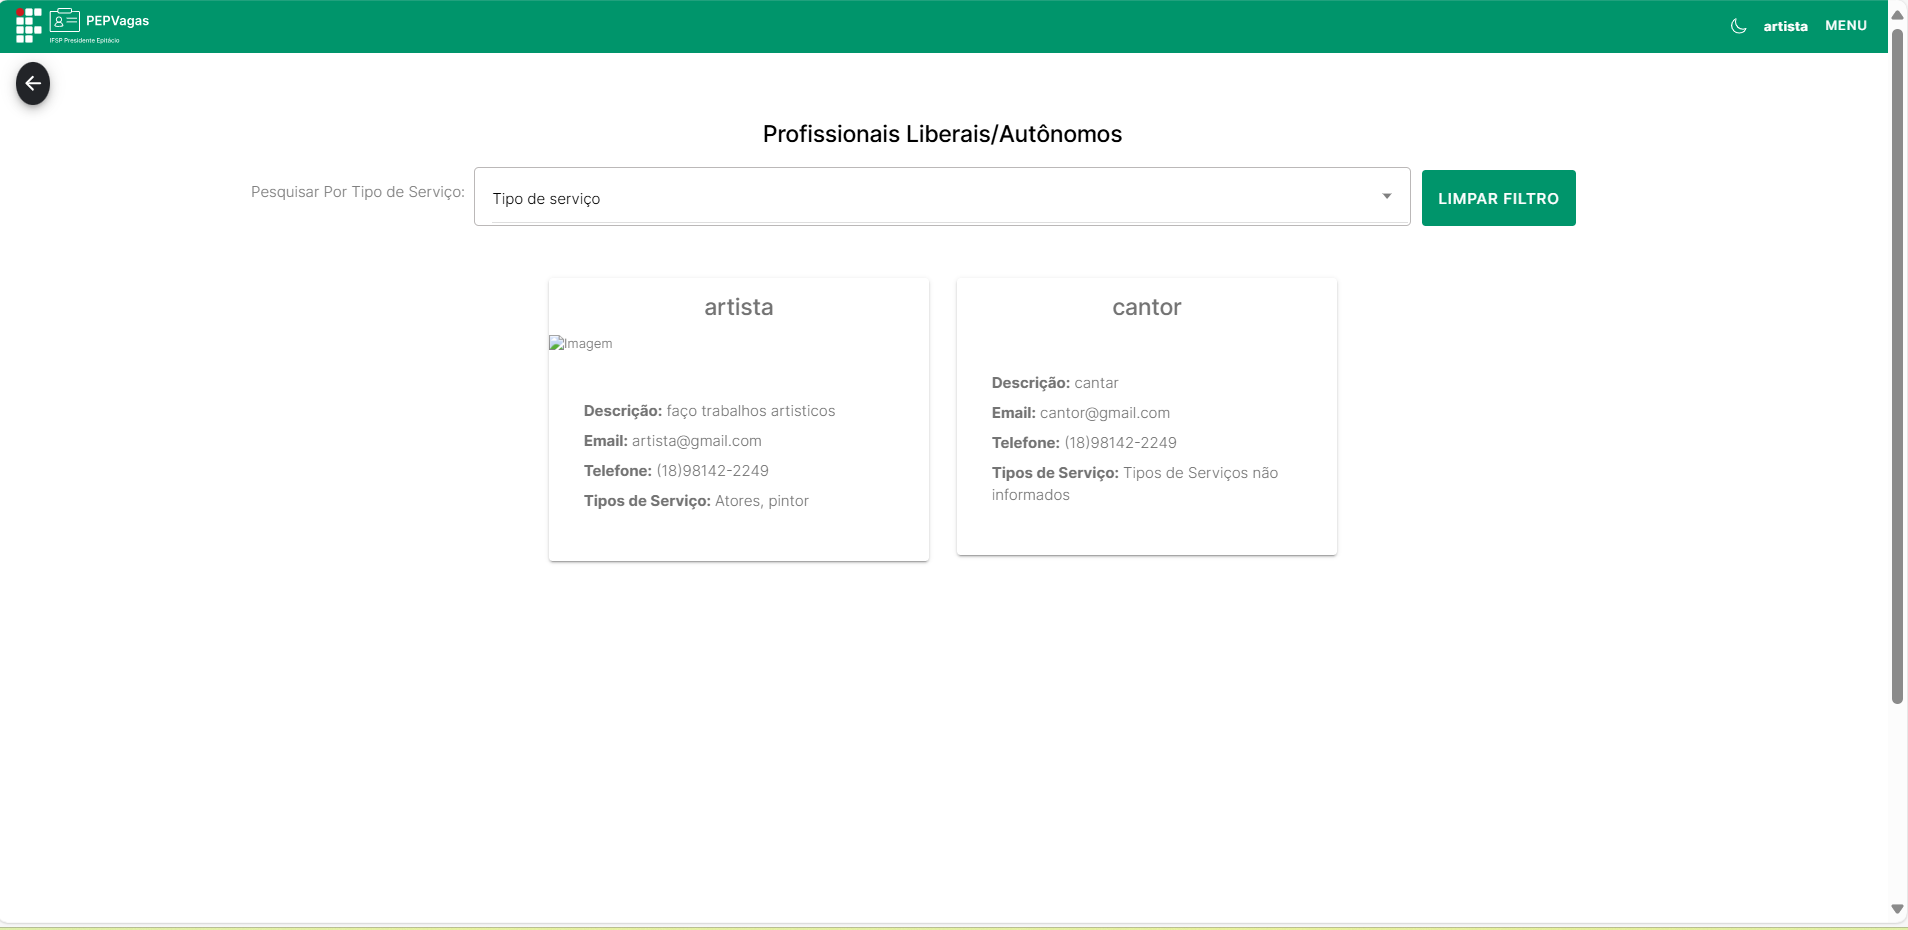 PEPVagas
IFSP Presidente Epitácio
artista
MENU
Profissionais Liberais/Autônomos
Pesquisar Por Tipo de Serviço:
Tipo de serviço
LIMPAR FILTRO
artista
Imagem
Descrição: faço trabalhos artisticos
Email: artista@gmail.com
Telefone: (18)98142-2249
Tipos de Serviço: Atores, pintor
cantor
Descrição: cantar
Email: cantor@gmail.com
Telefone: (18)98142-2249
Tipos de Serviço: Tipos de Serviços não
informados